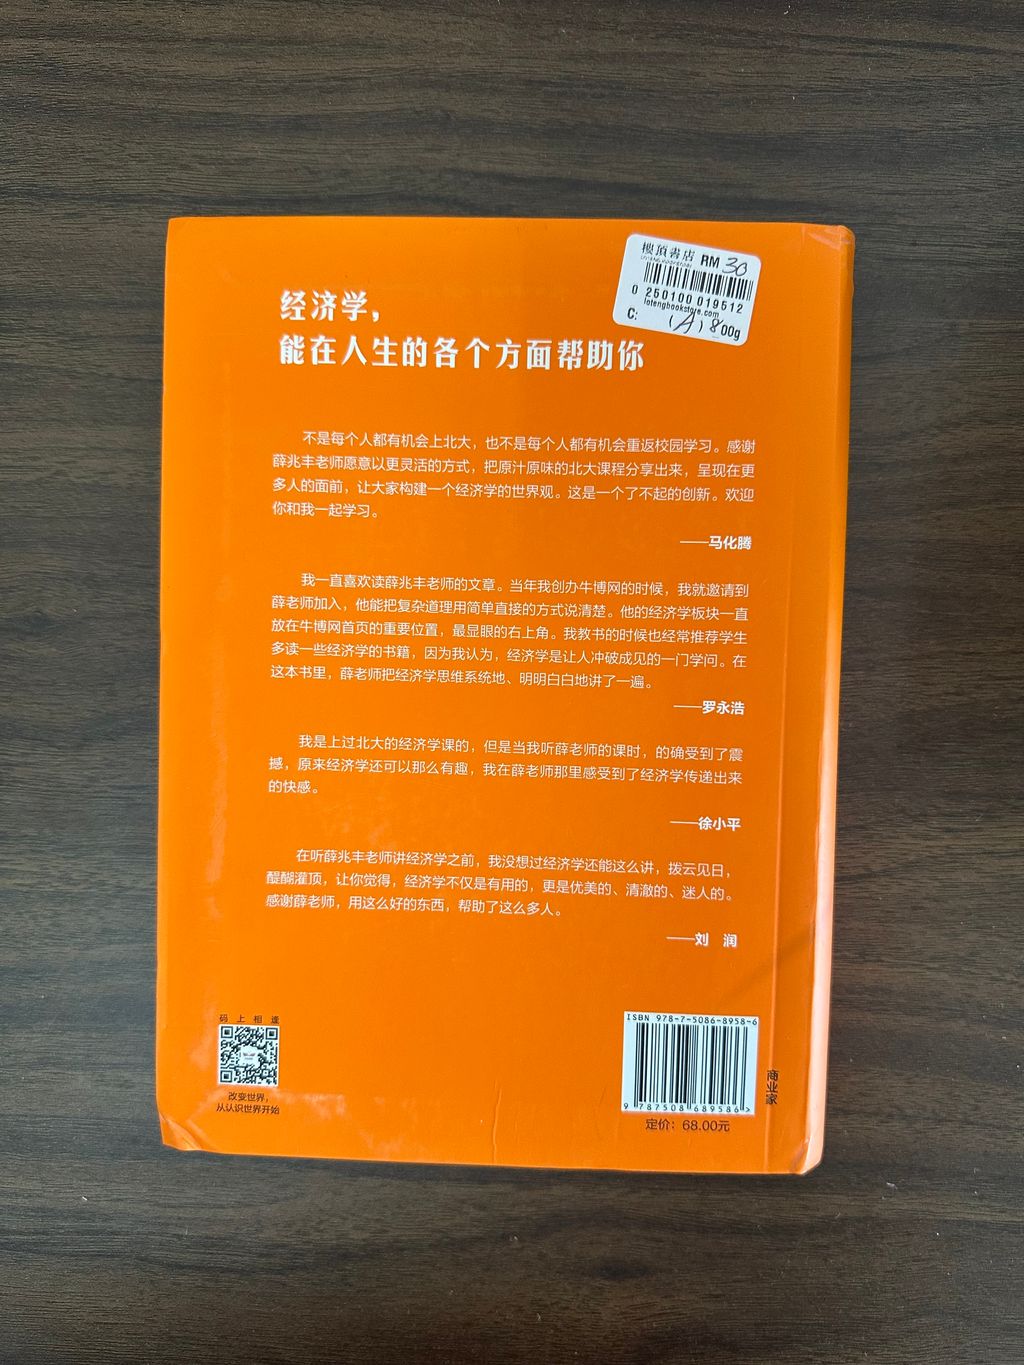 樓頂書店 RM 30
0 250100 019512
lotengbookstore.com
C: (A) 800g
经济学，
能在人生的各个方面帮助你
不是每个人都有机会上北大，也不是每个人都有机会重返校园学习。感谢
薛兆丰老师愿意以更灵活的方式，把原汁原味的北大课程分享出来，呈现在更
多人的面前，让大家构建一个经济学的世界观。这是一个了不起的创新。欢迎
你和我一起学习。
——马化腾
我一直喜欢读薛兆丰老师的文章。当年我创办牛博网的时候，我就邀请到
薛老师加入，他能把复杂道理用简单直接的方式说清楚。他的经济学板块一直
放在牛博网首页的重要位置，最显眼的右上角。我教书的时候也经常推荐学生
多读一些经济学的书籍，因为我认为，经济学是让人冲破成见的一门学问。在
这本书里，薛老师把经济学思维系统地、明明白白地讲了一遍。
——罗永浩
我是上过北大的经济学课的，但是当我听薛老师的课时，的确受到了震
撼，原来经济学还可以那么有趣，我在薛老师那里感受到了经济学传递出来
的快感。
——徐小平
在听薛兆丰老师讲经济学之前，我没想过经济学还能这么讲，拨云见日，
醍醐灌顶，让你觉得，经济学不仅是有用的，更是优美的、清澈的、迷人的。
感谢薛老师，用这么好的东西，帮助了这么多人。
——刘 润
码上相逢
改变世界，
从认识世界开始
ISBN 978-7-5086-8958-6
9 787508 689586 >
定价：68.00元
商业家